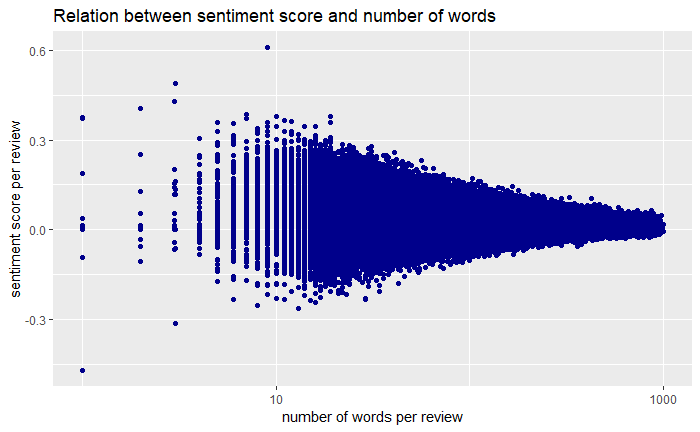 Relation between sentiment score and number of words
0.6
0.3
0.0
-0.3
sentiment score per review
10
1000
number of words per review